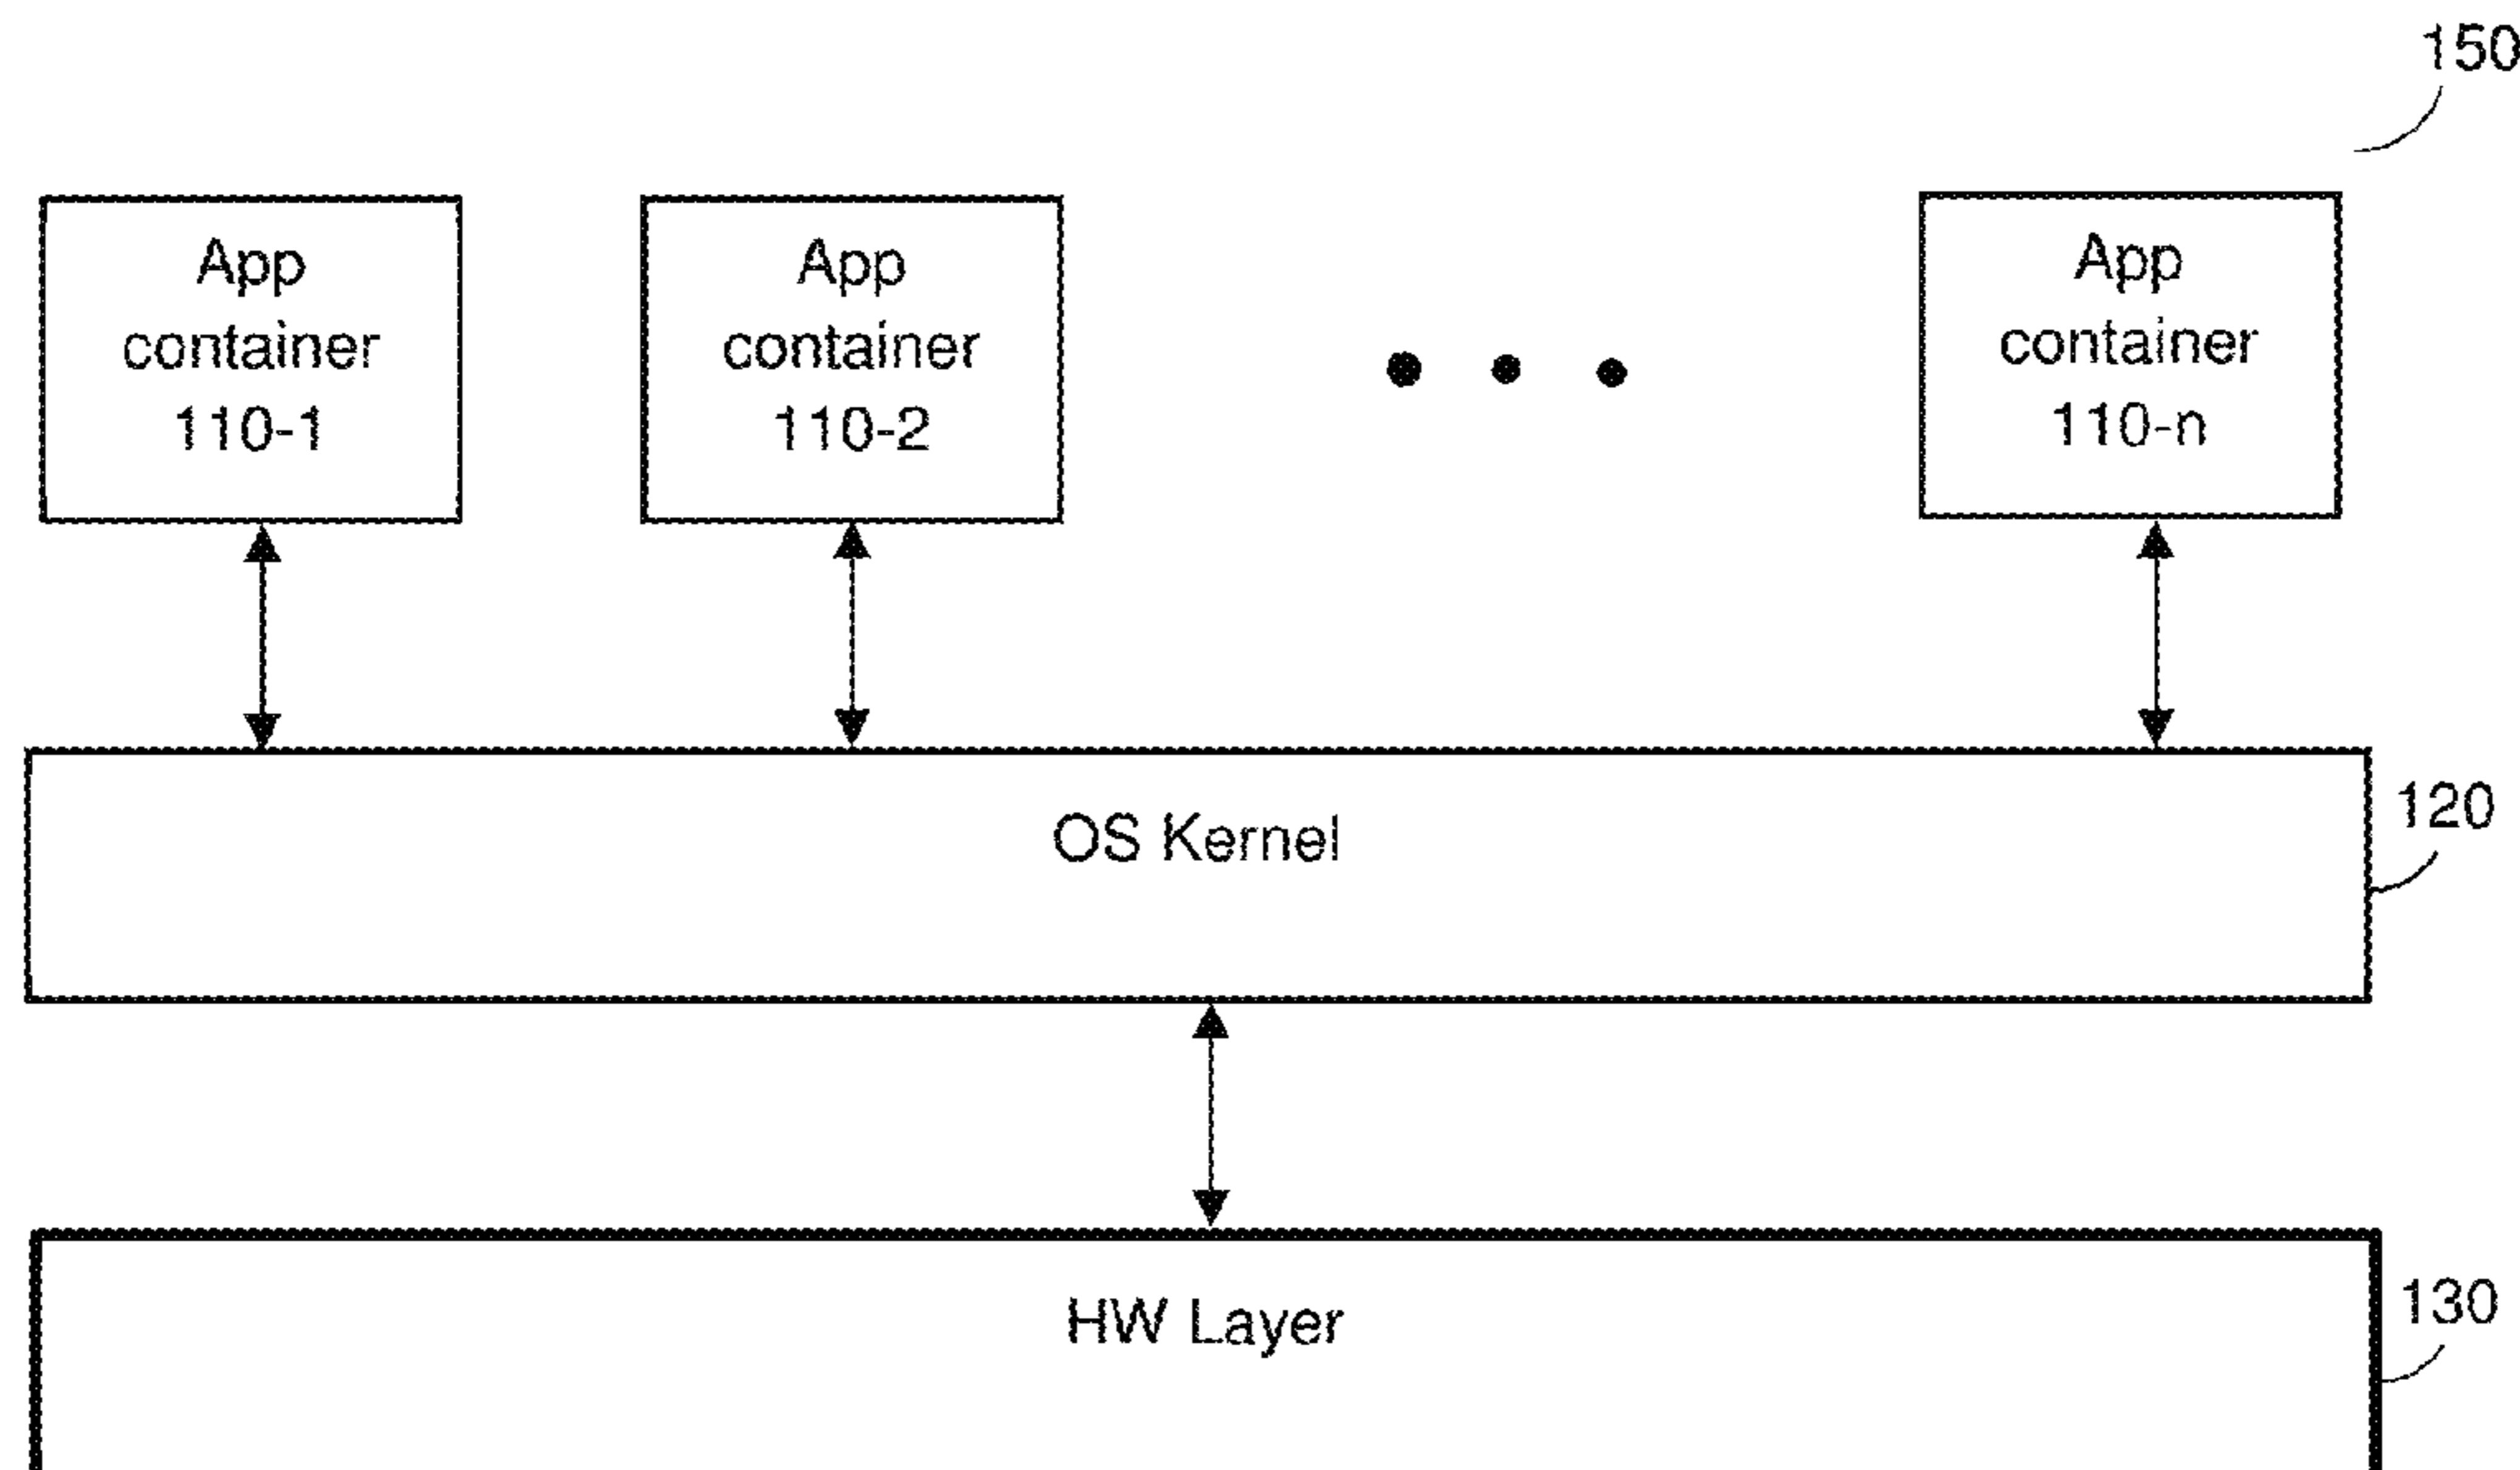 150
App
container
110-1
App
container
110-2
App
container
110-n
OS Kernel
120
HW Layer
130